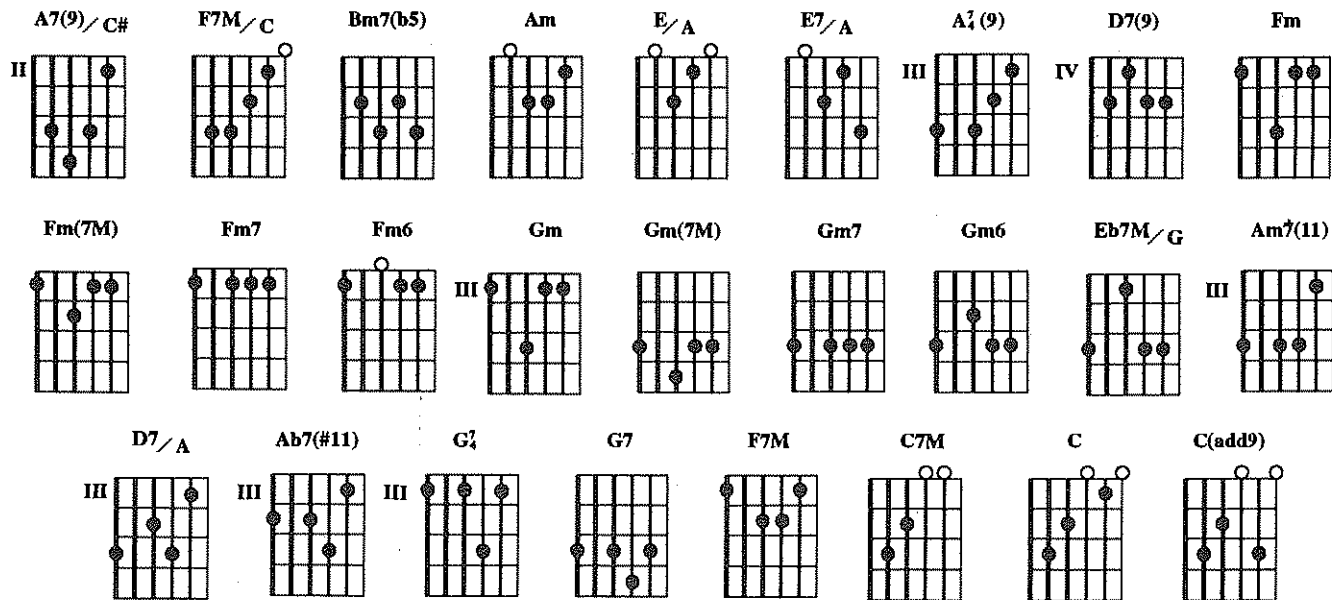 A7(9)/C# F7M/C Bm7(b5) Am E/A E7/A A7/4(9) D7(9) Fm
II III IV
Fm(7M) Fm7 Fm6 Gm Gm(7M) Gm7 Gm6 Eb7M/G Am7(11)
III III
D7/A Ab7(#11) G7/4 G7 F7M C7M C C(add9)
III III III